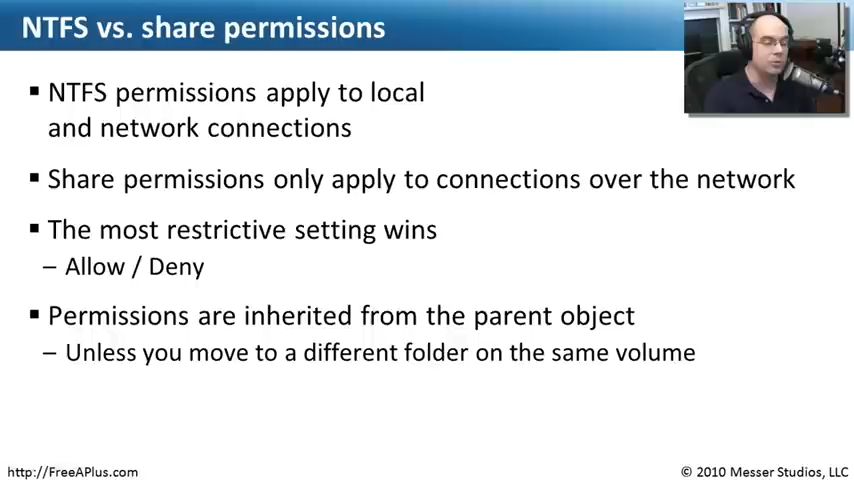 NTFS vs. share permissions
▪ NTFS permissions apply to local
and network connections
▪ Share permissions only apply to connections over the network
▪ The most restrictive setting wins
– Allow / Deny
▪ Permissions are inherited from the parent object
– Unless you move to a different folder on the same volume
http://FreeAPlus.com
© 2010 Messer Studios, LLC